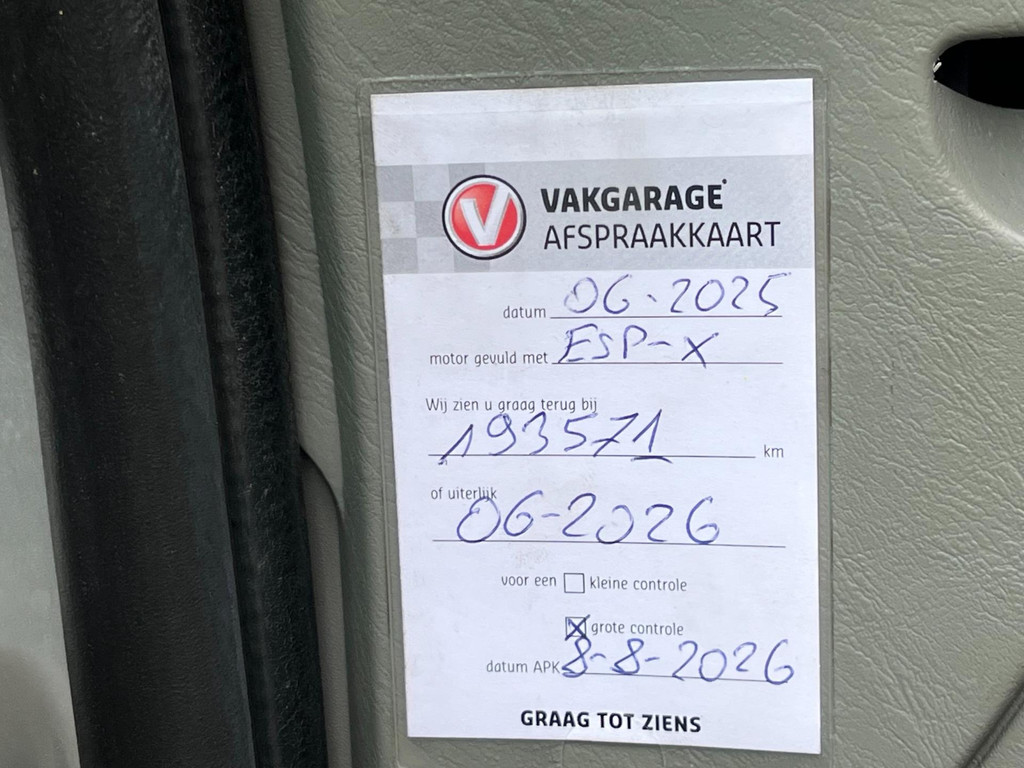 V
VAKGARAGE
AFSPRAAKKAART
datum 06-2025
motor gevuld met ESP-X
Wij zien u graag terug bij
193571 km
of uiterlijk
06-2026
voor een ☐ kleine controle
☒ grote controle
datum APK 8-8-2026
GRAAG TOT ZIENS